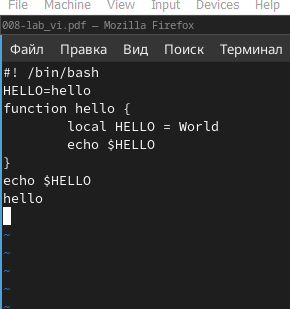 File Machine View Input Devices Help
008-lab_vi.pdf — Mozilla Firefox
Файл Правка Вид Поиск Терминал
#! /bin/bash
HELLO=hello
function hello {
        local HELLO = World
        echo $HELLO
}
echo $HELLO
hello
~
~
~
~
~